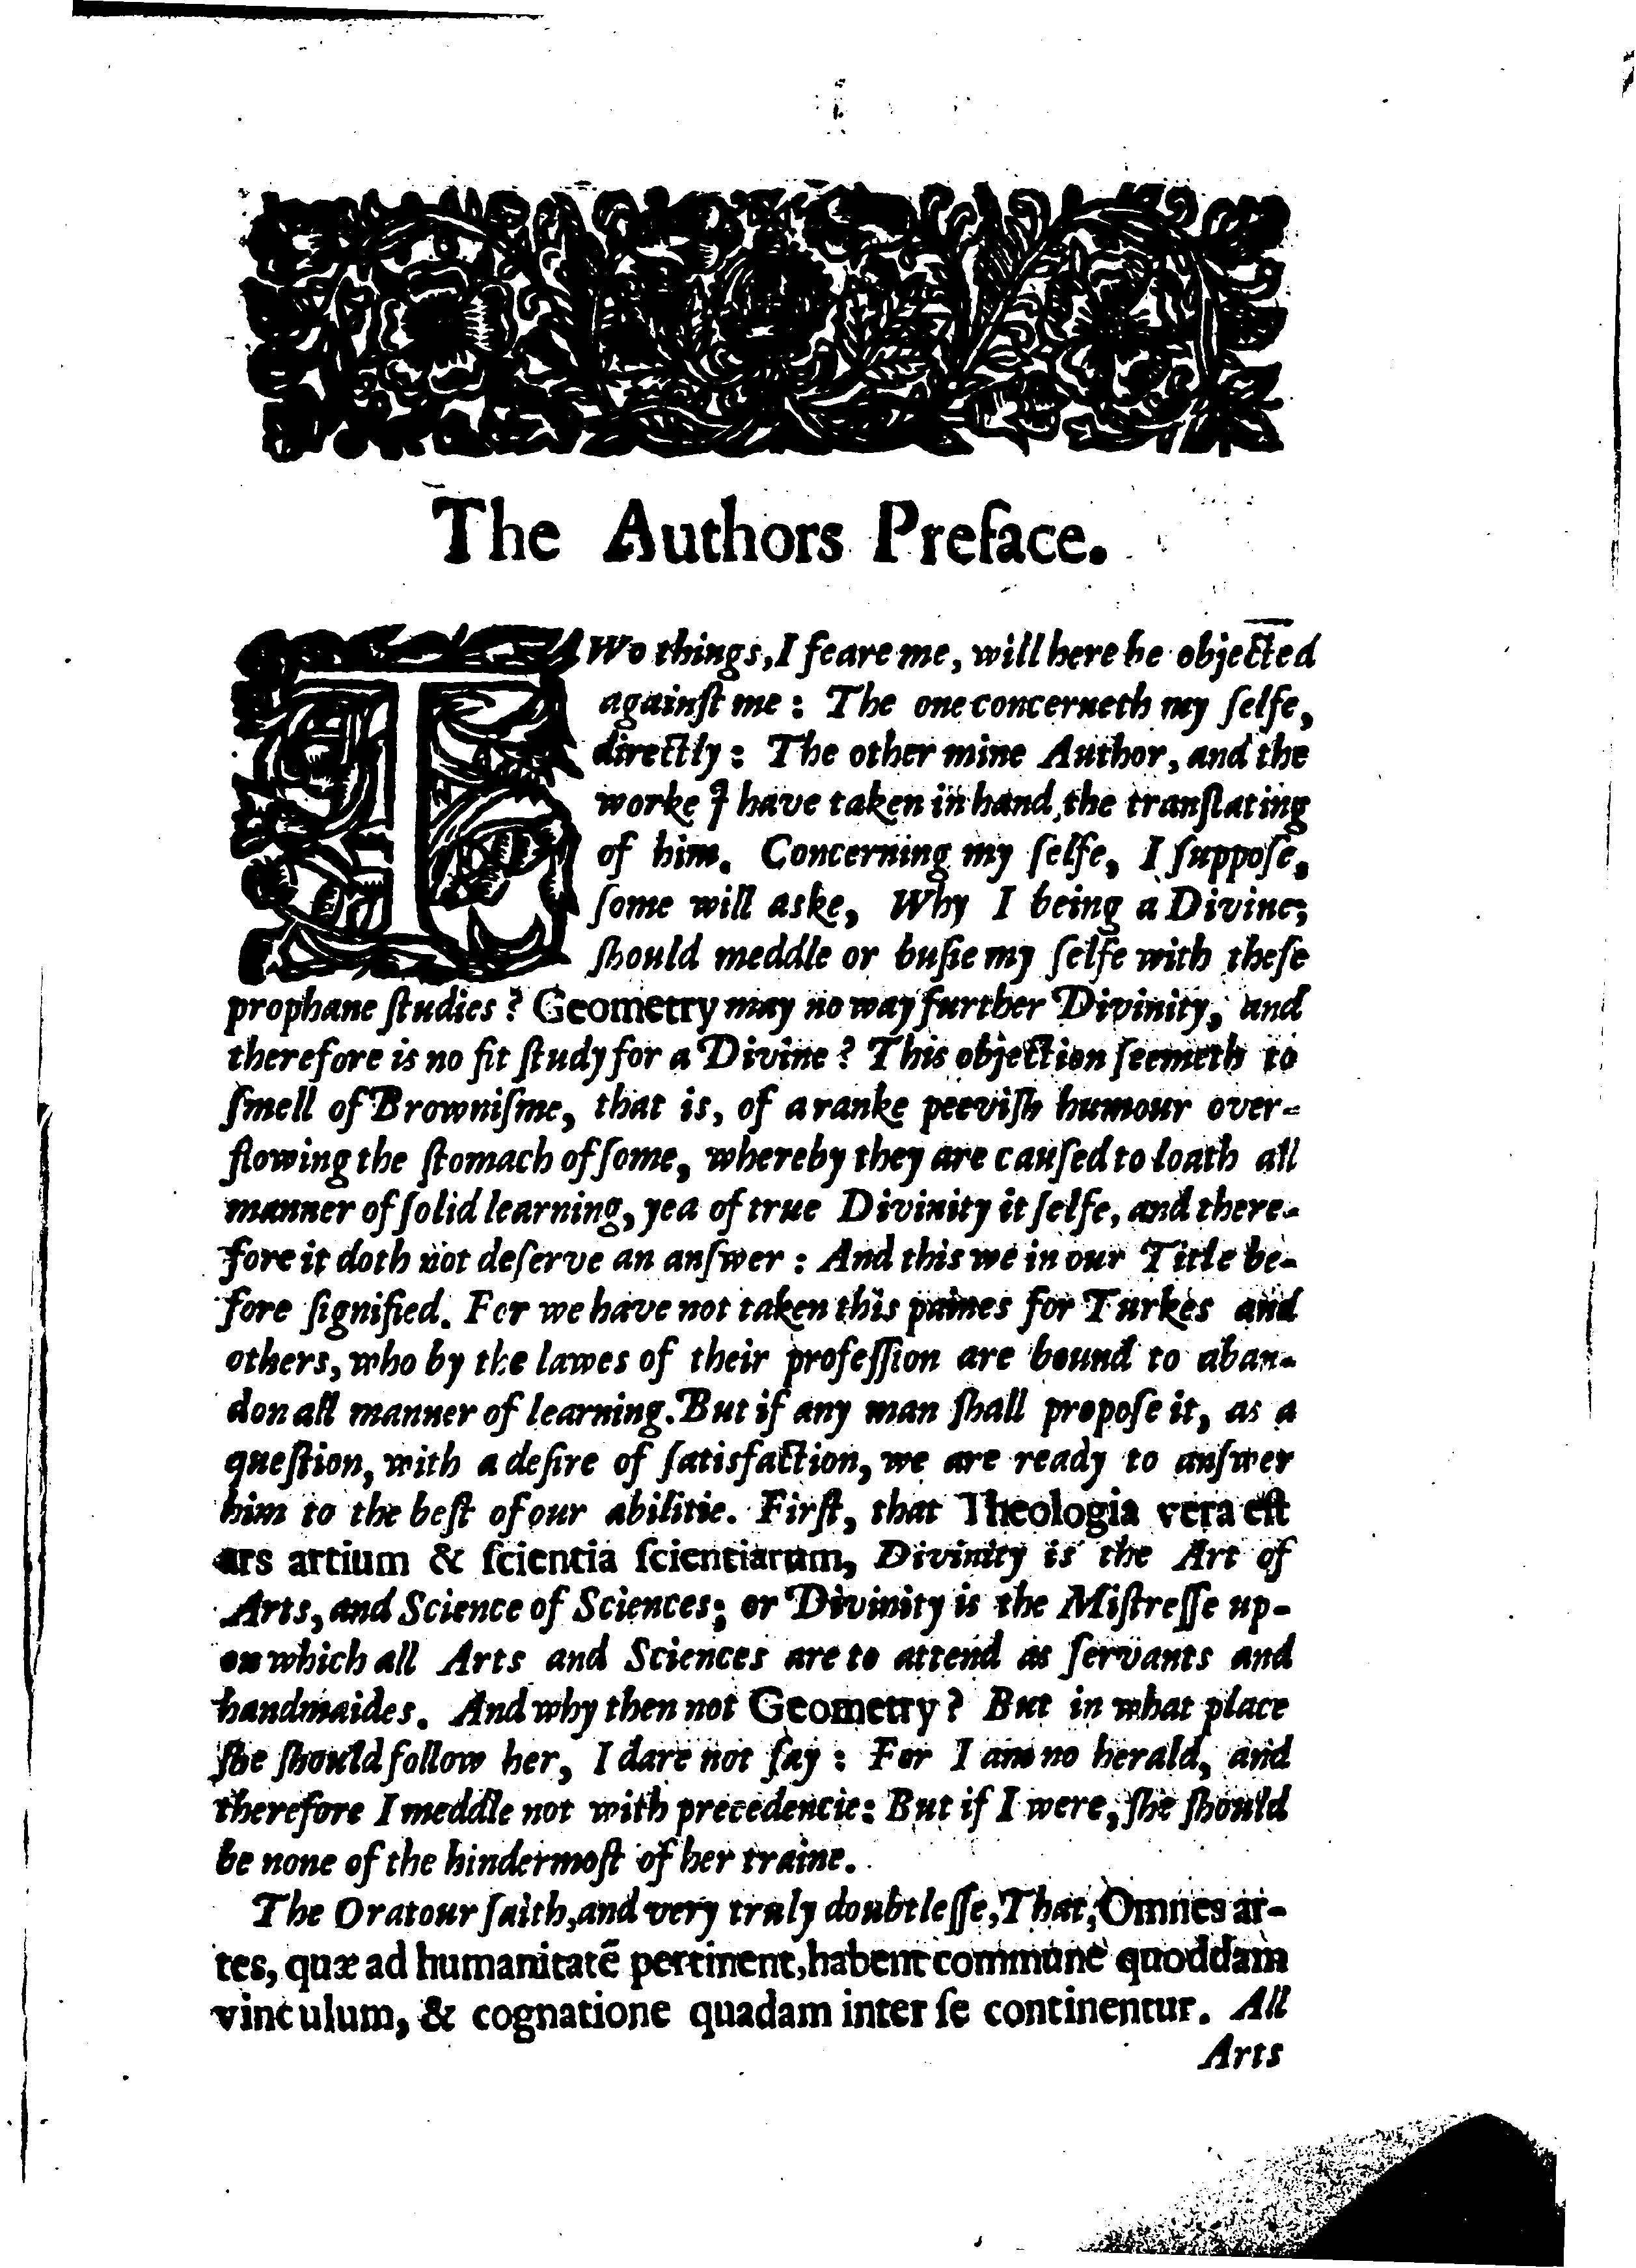 The Authors Preface.
TWo things, I feare me, will here be objected
againſt me : The one concerneth my ſelfe,
directly : The other mine Author, and the
worke I have taken in hand, the tranſlating
of him. Concerning my ſelfe, I ſuppoſe,
ſome will aske, Why I being a Divine;
ſhould meddle or buſie my ſelfe with theſe
prophane ſtudies ? Geometry may no way further Divinity, and
therefore is no fit ſtudy for a Divine ? This objection ſeemeth to
ſmell of Browniſme, that is, of a ranke peeviſh humour over-
flowing the ſtomach of ſome, whereby they are cauſed to loath all
manner of ſolid learning, yea of true Divinity it ſelfe, and there-
fore it doth not deſerve an anſwer : And this we in our Title be-
fore ſignified. For we have not taken this paines for Turkes and
others, who by the lawes of their profeſſion are bound to aban-
don all manner of learning. But if any man ſhall propoſe it, as a
queſtion, with a deſire of ſatisfaction, we are ready to anſwer
him to the beſt of our abilitie. Firſt, that Theologia vera eſt
ars artium & ſcientia ſcientiarum, Divinity is the Art of
Arts, and Science of Sciences; or Divinity is the Miſtreſſe up-
on which all Arts and Sciences are to attend as ſervants and
handmaides. And why then not Geometry ? But in what place
ſhe ſhould follow her, I dare not ſay : For I am no herald, and
therefore I meddle not with precedencie: But if I were, ſhe ſhould
be none of the hindermoſt of her traine.
The Oratour ſaith, and very truly doubtleſſe, That, Omnes ar-
tes, quæ ad humanitatē pertinent, habent commune quoddam
vinculum, & cognatione quadam inter ſe continentur. All
Arts